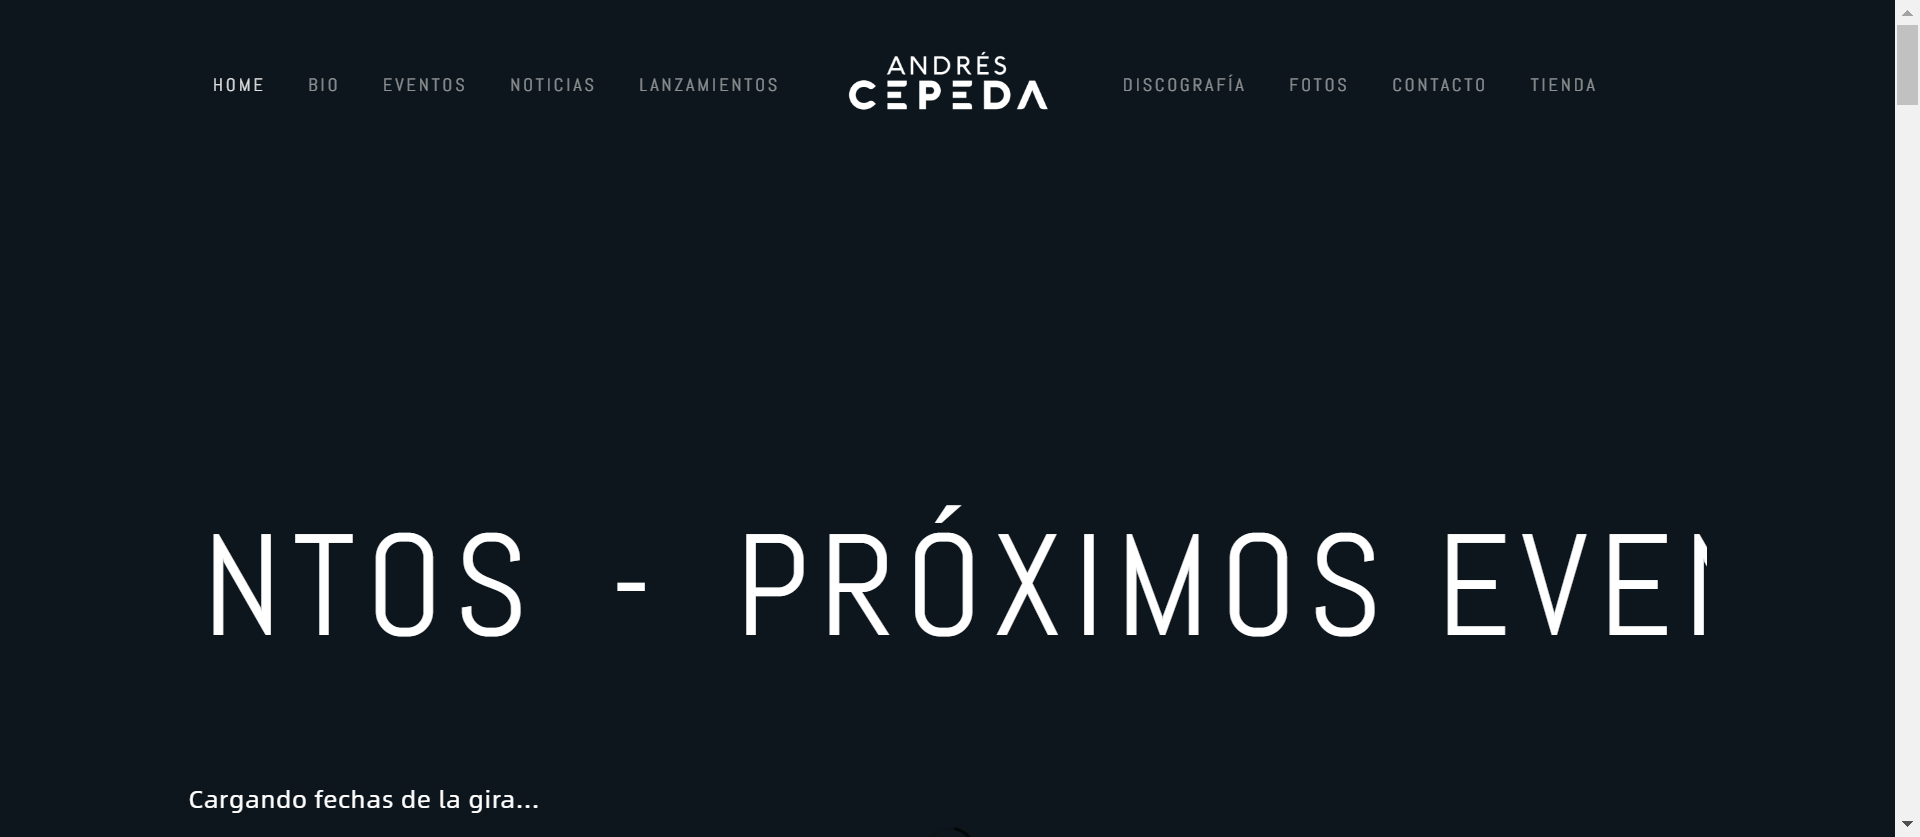 HOME BIO EVENTOS NOTICIAS LANZAMIENTOS
ANDRÉS
CEPEDA
DISCOGRAFÍA FOTOS CONTACTO TIENDA
NTOS - PRÓXIMOS EVEN
Cargando fechas de la gira...